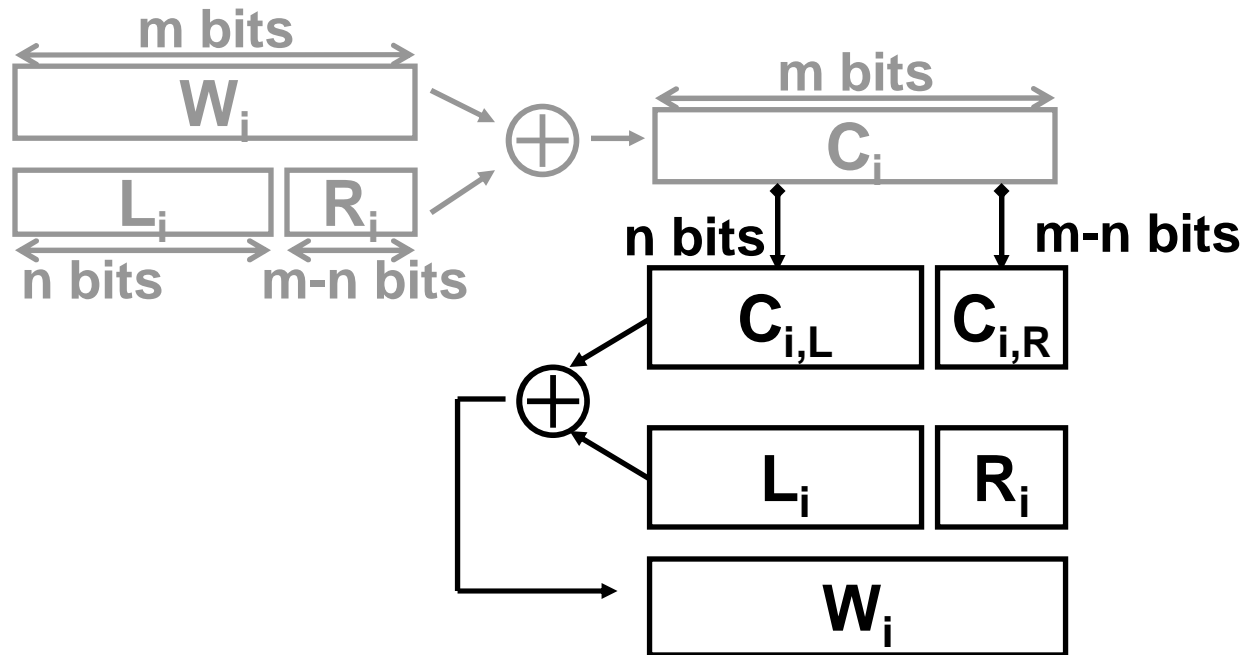 m bits
W_i
L_i R_i
n bits m-n bits
m bits
C_i
n bits m-n bits
C_i,L C_i,R
L_i R_i
W_i